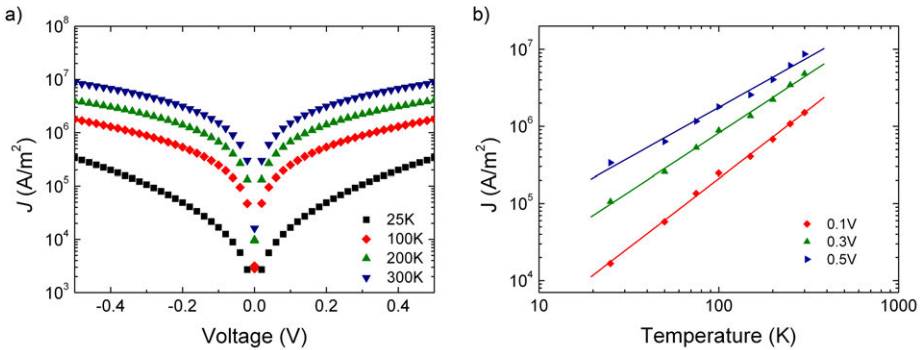 a)
J (A/m²)
10⁸
10⁷
10⁶
10⁵
10⁴
10³
25K
100K
200K
300K
-0.4 -0.2 0.0 0.2 0.4
Voltage (V)
b)
J (A/m²)
10⁷
10⁶
10⁵
10⁴
0.1V
0.3V
0.5V
10 100 1000
Temperature (K)